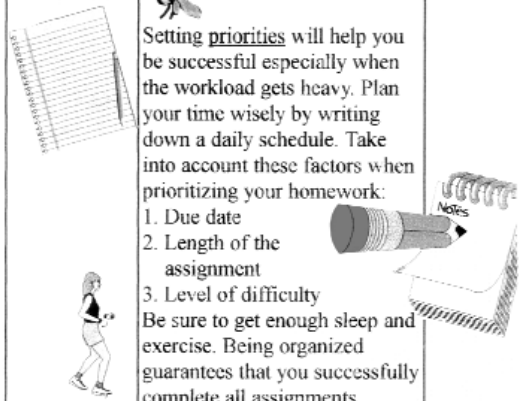 Setting priorities will help you
be successful especially when
the workload gets heavy. Plan
your time wisely by writing
down a daily schedule. Take
into account these factors when
prioritizing your homework:
1. Due date
2. Length of the
assignment
3. Level of difficulty
Be sure to get enough sleep and
exercise. Being organized
guarantees that you successfully
complete all assignments
NOTES